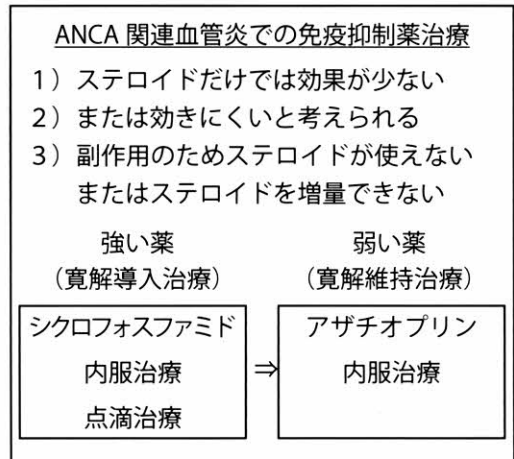 ANCA 関連血管炎での免疫抑制薬治療
1）ステロイドだけでは効果が少ない
2）または効きにくいと考えられる
3）副作用のためステロイドが使えない
またはステロイドを増量できない
強い薬
（寛解導入治療）
シクロフォスファミド
内服治療
点滴治療
⇒
弱い薬
（寛解維持治療）
アザチオプリン
内服治療